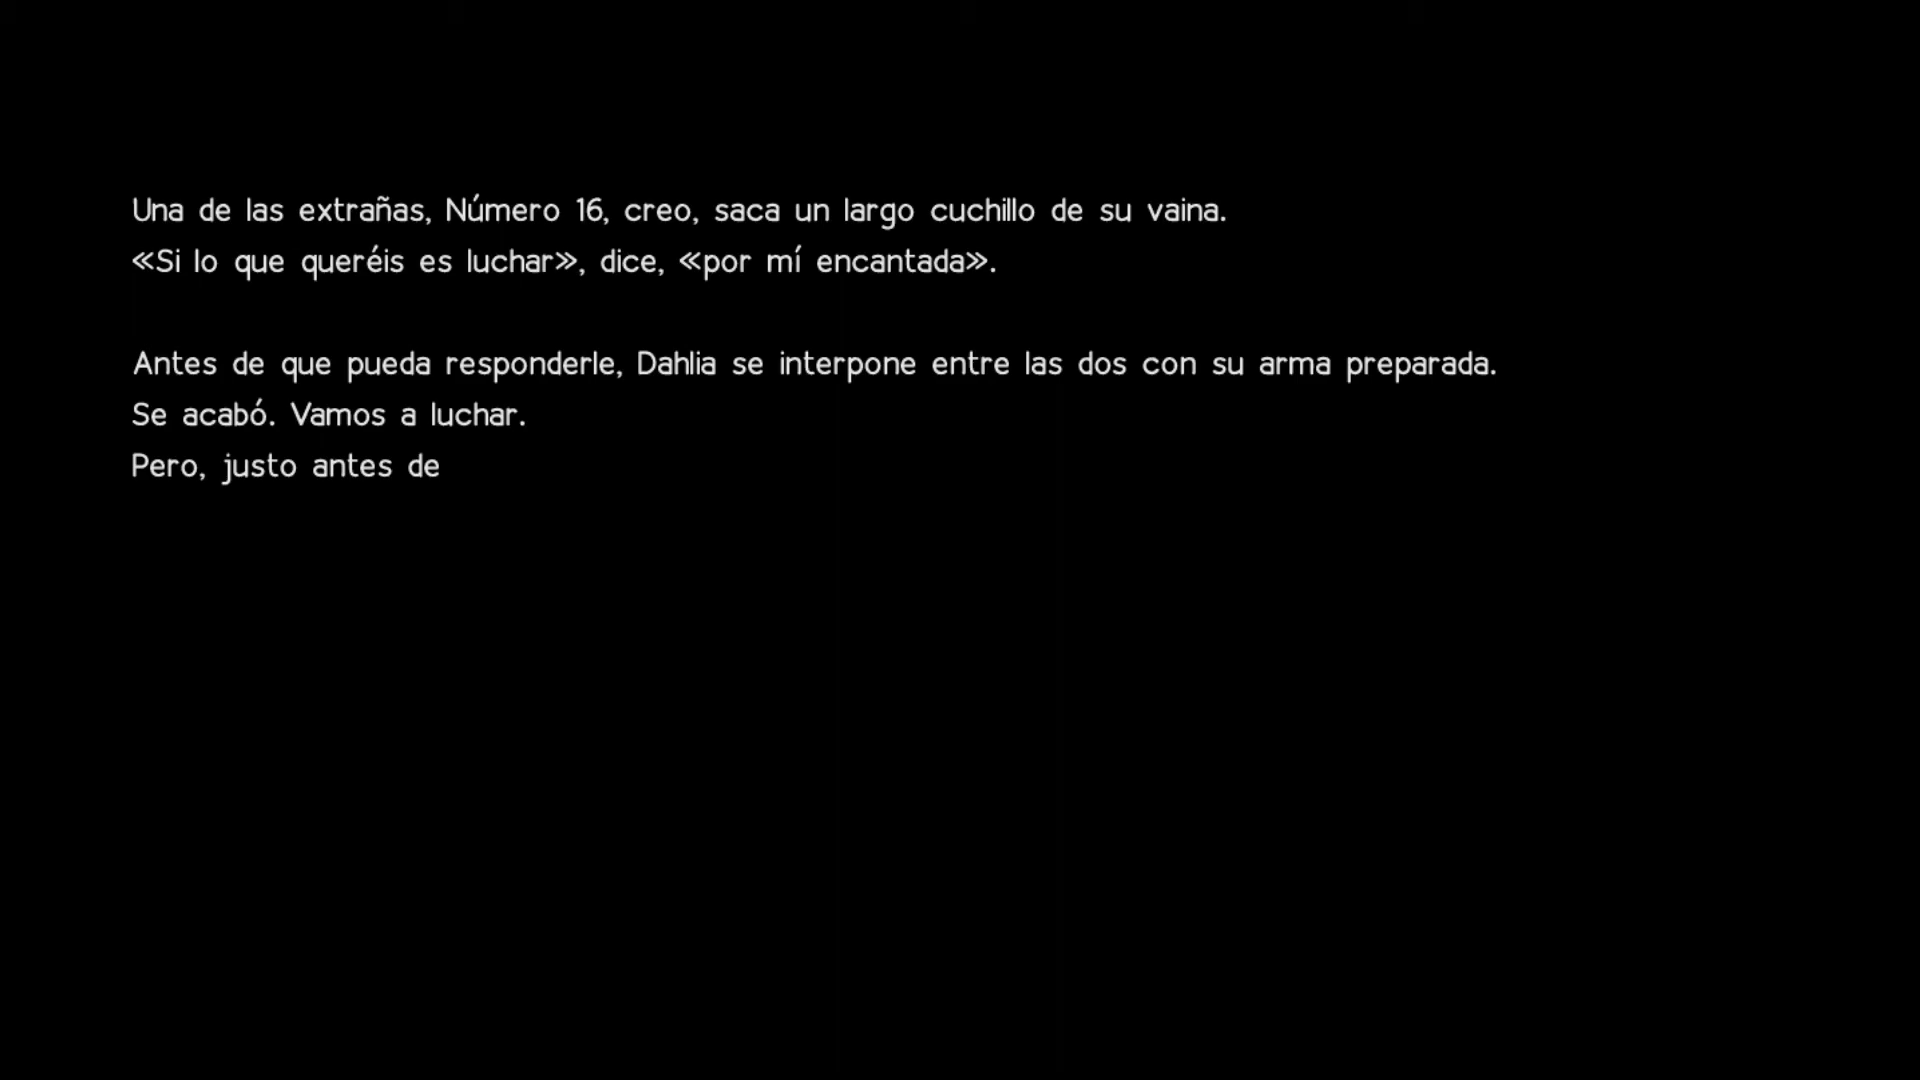 Una de las extrañas, Número 16, creo, saca un largo cuchillo de su vaina.
«Si lo que queréis es luchar», dice, «por mí encantada».
Antes de que pueda responderle, Dahlia se interpone entre las dos con su arma preparada.
Se acabó. Vamos a luchar.
Pero, justo antes de